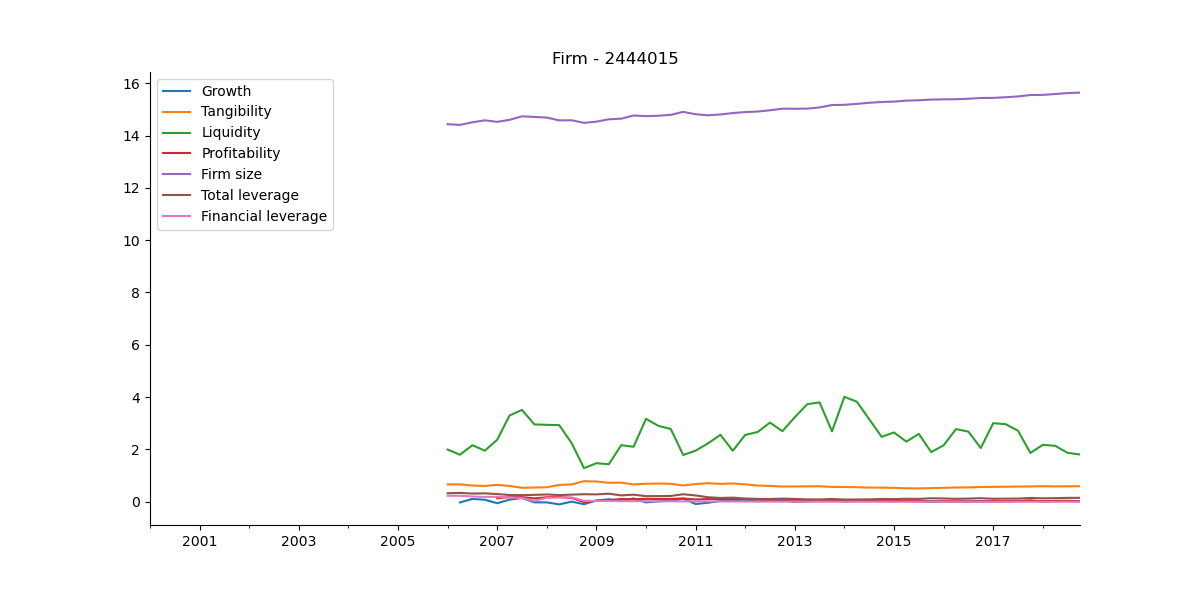 Firm - 2444015
16
14
12
10
8
6
4
2
0
Growth
Tangibility
Liquidity
Profitability
Firm size
Total leverage
Financial leverage
2001 2003 2005 2007 2009 2011 2013 2015 2017